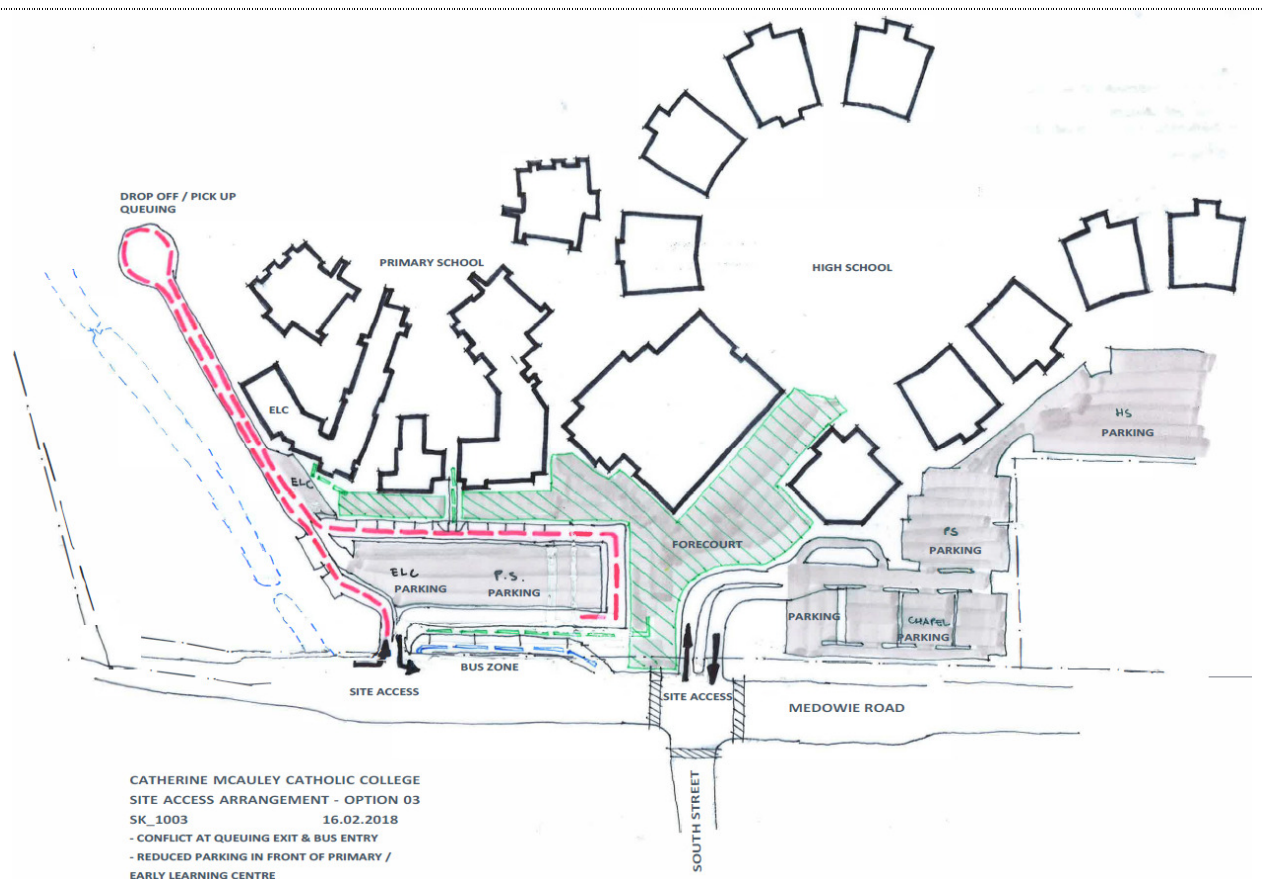 DROP OFF / PICK UP
QUEUING
PRIMARY SCHOOL
HIGH SCHOOL
ELC
HS
PARKING
ELC
FORECOURT
PS
PARKING
ELC
PARKING
P.S.
PARKING
PARKING
CHAPEL
PARKING
BUS ZONE
SITE ACCESS
SITE ACCESS
MEDOWIE ROAD
SOUTH STREET
CATHERINE MCAULEY CATHOLIC COLLEGE
SITE ACCESS ARRANGEMENT - OPTION 03
SK_1003 16.02.2018
- CONFLICT AT QUEUING EXIT & BUS ENTRY
- REDUCED PARKING IN FRONT OF PRIMARY /
EARLY LEARNING CENTRE